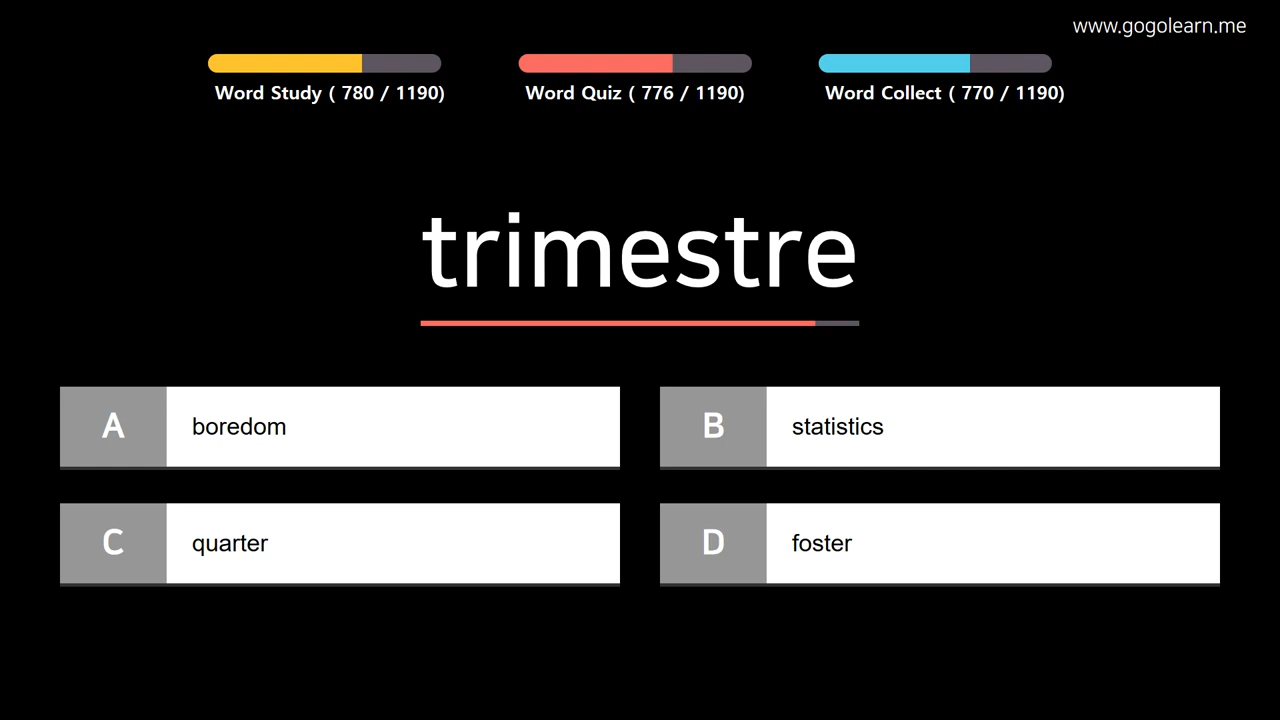 www.gogolearn.me
Word Study ( 780 / 1190)
Word Quiz ( 776 / 1190)
Word Collect ( 770 / 1190)
trimestre
A boredom
B statistics
C quarter
D foster